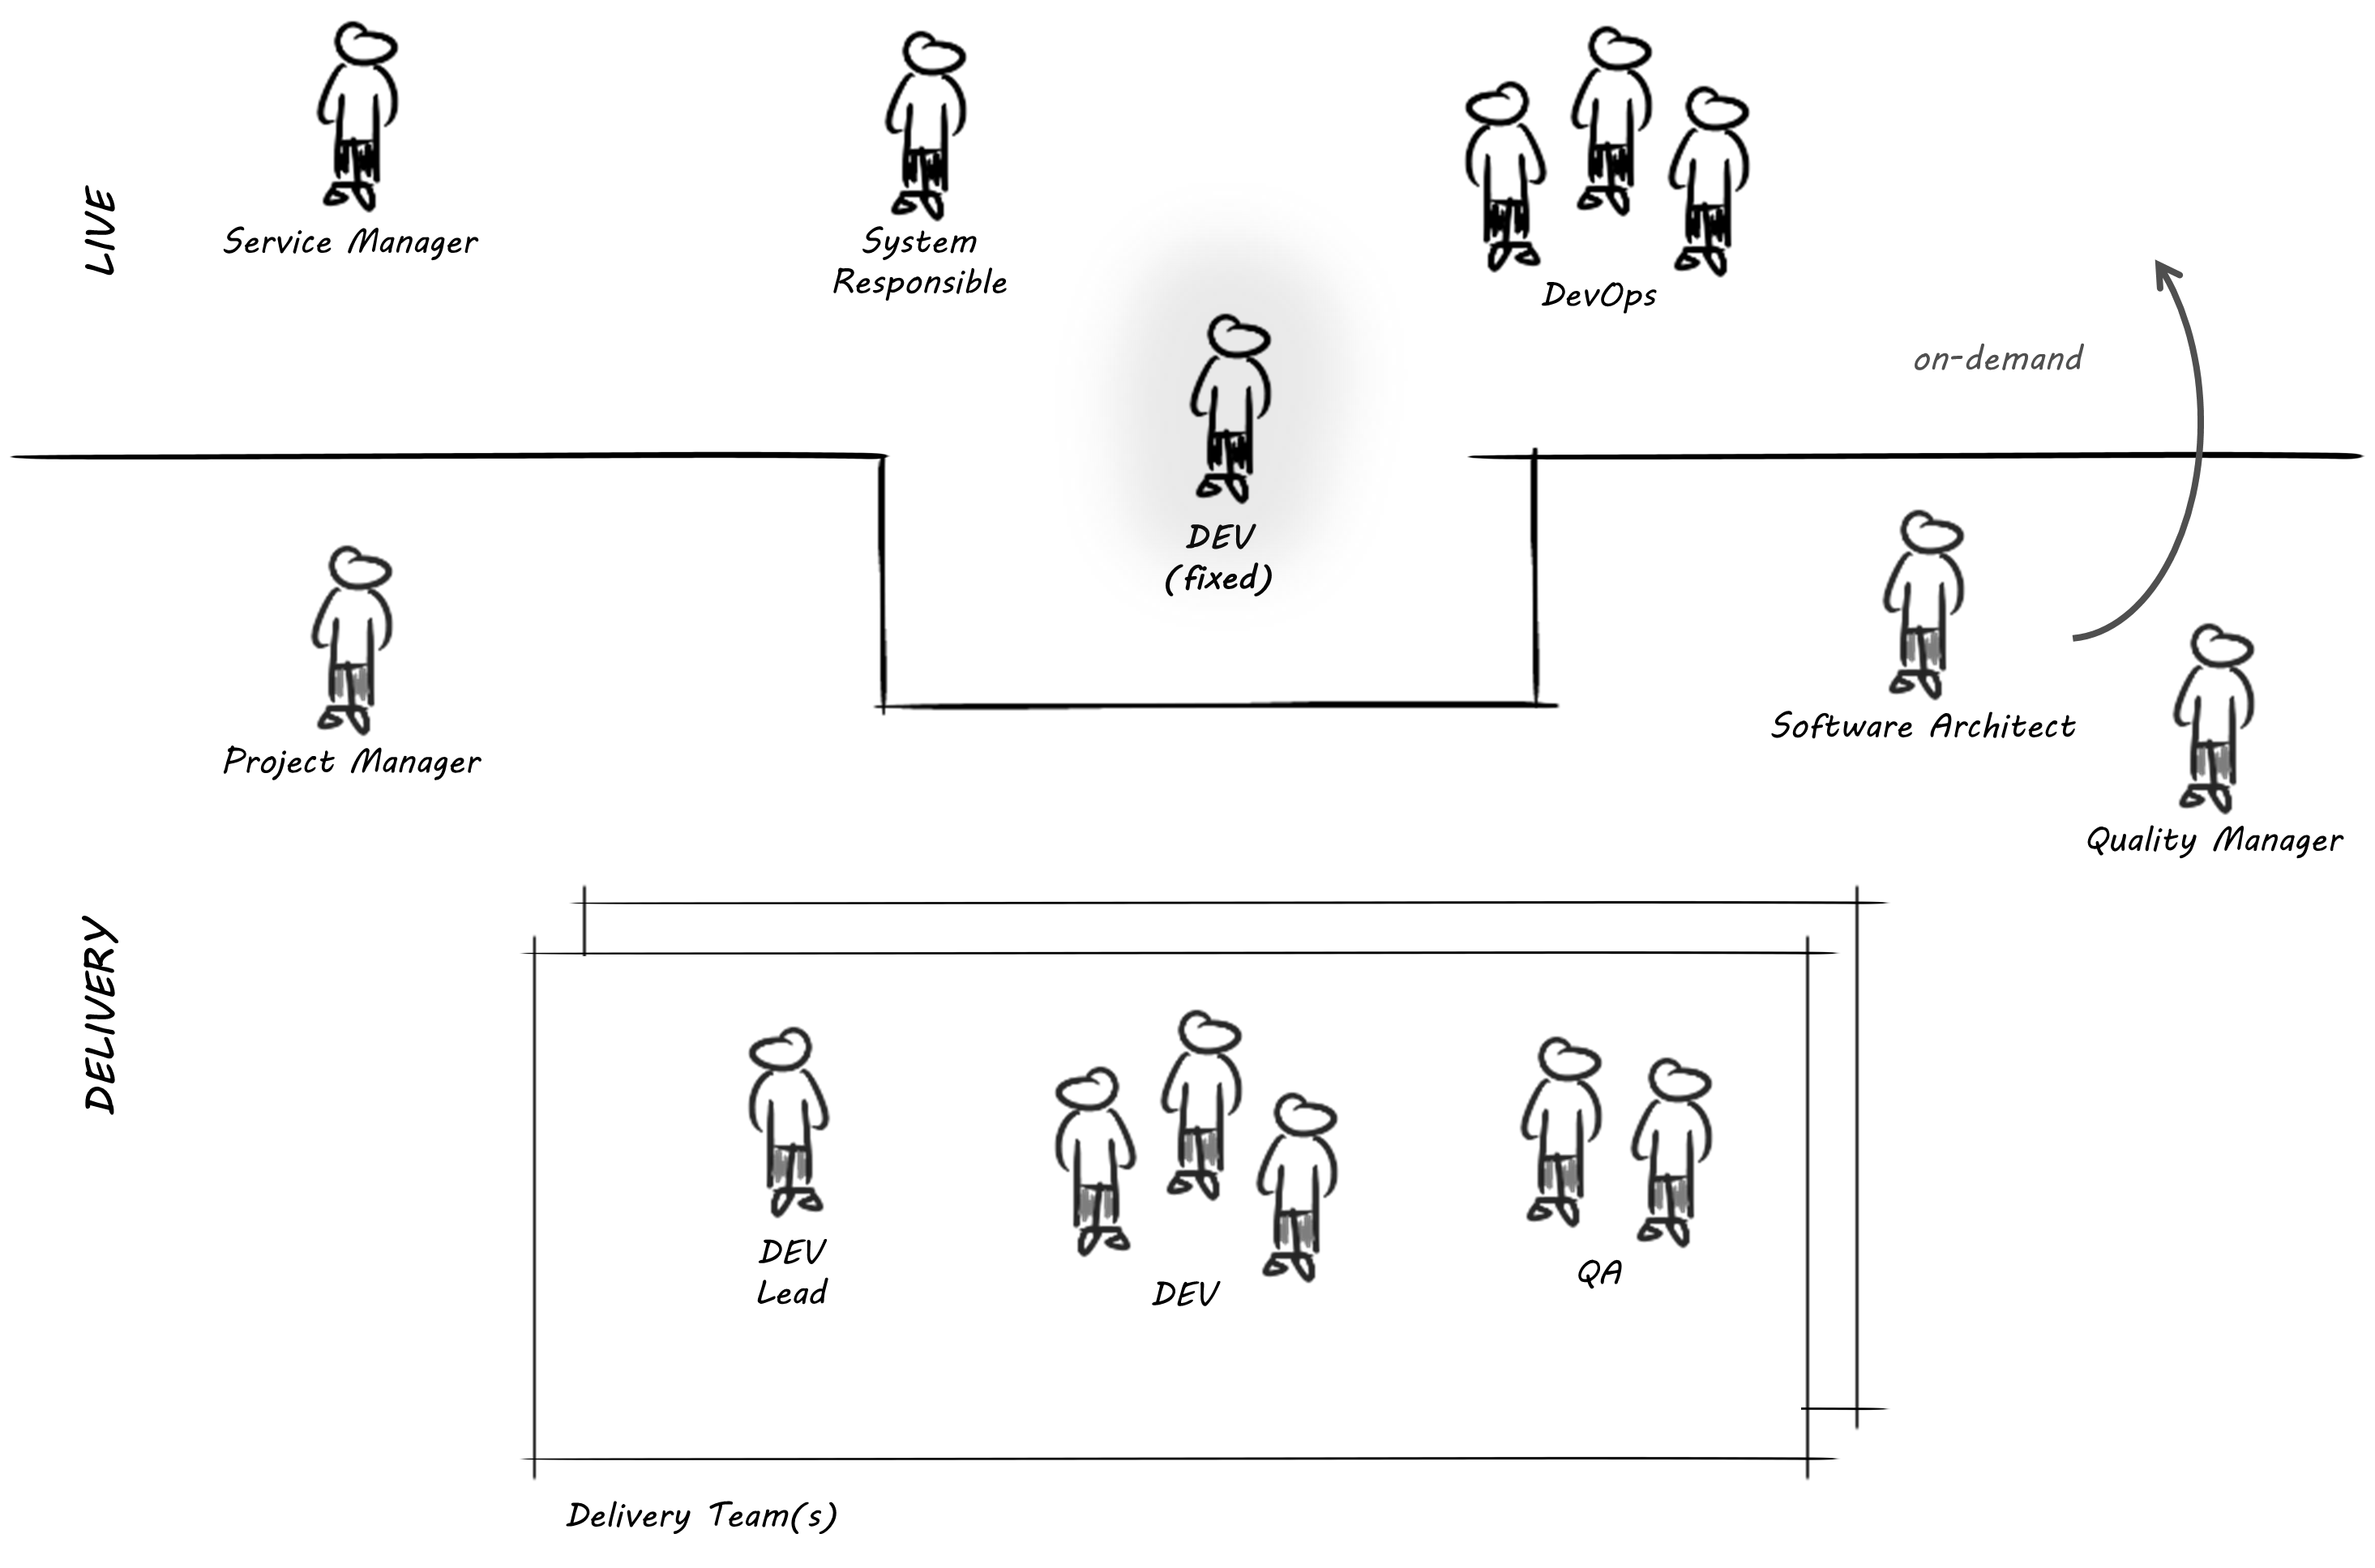 LIVE
Service Manager
System
Responsible
DevOps
on-demand
DEV
(fixed)
Project Manager
Software Architect
Quality Manager
DELIVERY
DEV
Lead
DEV
QA
Delivery Team(s)